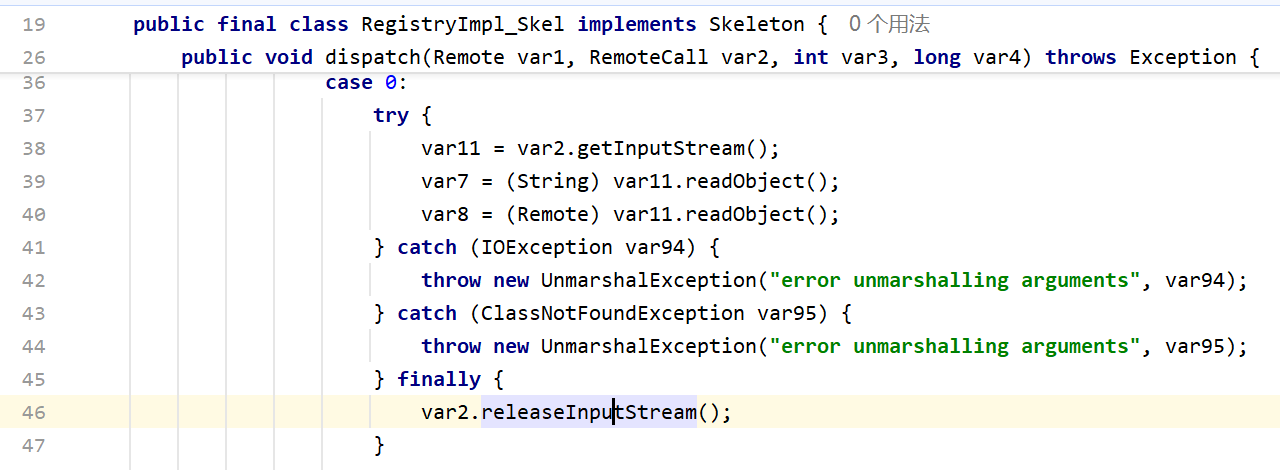 19 public final class RegistryImpl_Skel implements Skeleton { 0 个用法
26 public void dispatch(Remote var1, RemoteCall var2, int var3, long var4) throws Exception {
36 case 0:
37 try {
38 var11 = var2.getInputStream();
39 var7 = (String) var11.readObject();
40 var8 = (Remote) var11.readObject();
41 } catch (IOException var94) {
42 throw new UnmarshalException("error unmarshalling arguments", var94);
43 } catch (ClassNotFoundException var95) {
44 throw new UnmarshalException("error unmarshalling arguments", var95);
45 } finally {
46 var2.releaseInputStream();
47 }